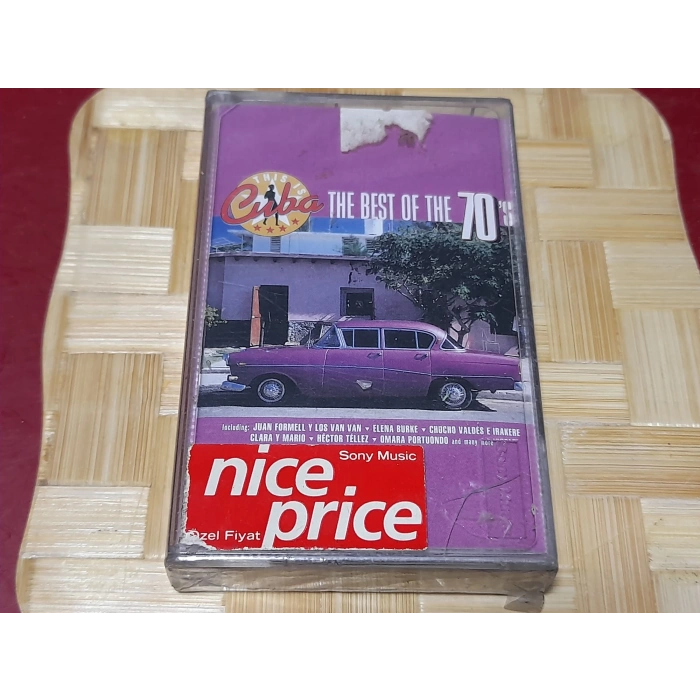 THIS IS
Cuba
THE BEST OF THE 70's
Including: JUAN FORMELL Y LOS VAN VAN • ELENA BURKE • CHUCHO VALDÉS E IRAKERE
CLARA Y MARIO • HÉCTOR TÉLLEZ • OMARA PORTUONDO and many more
Sony Music
nice
price
Özel Fiyat